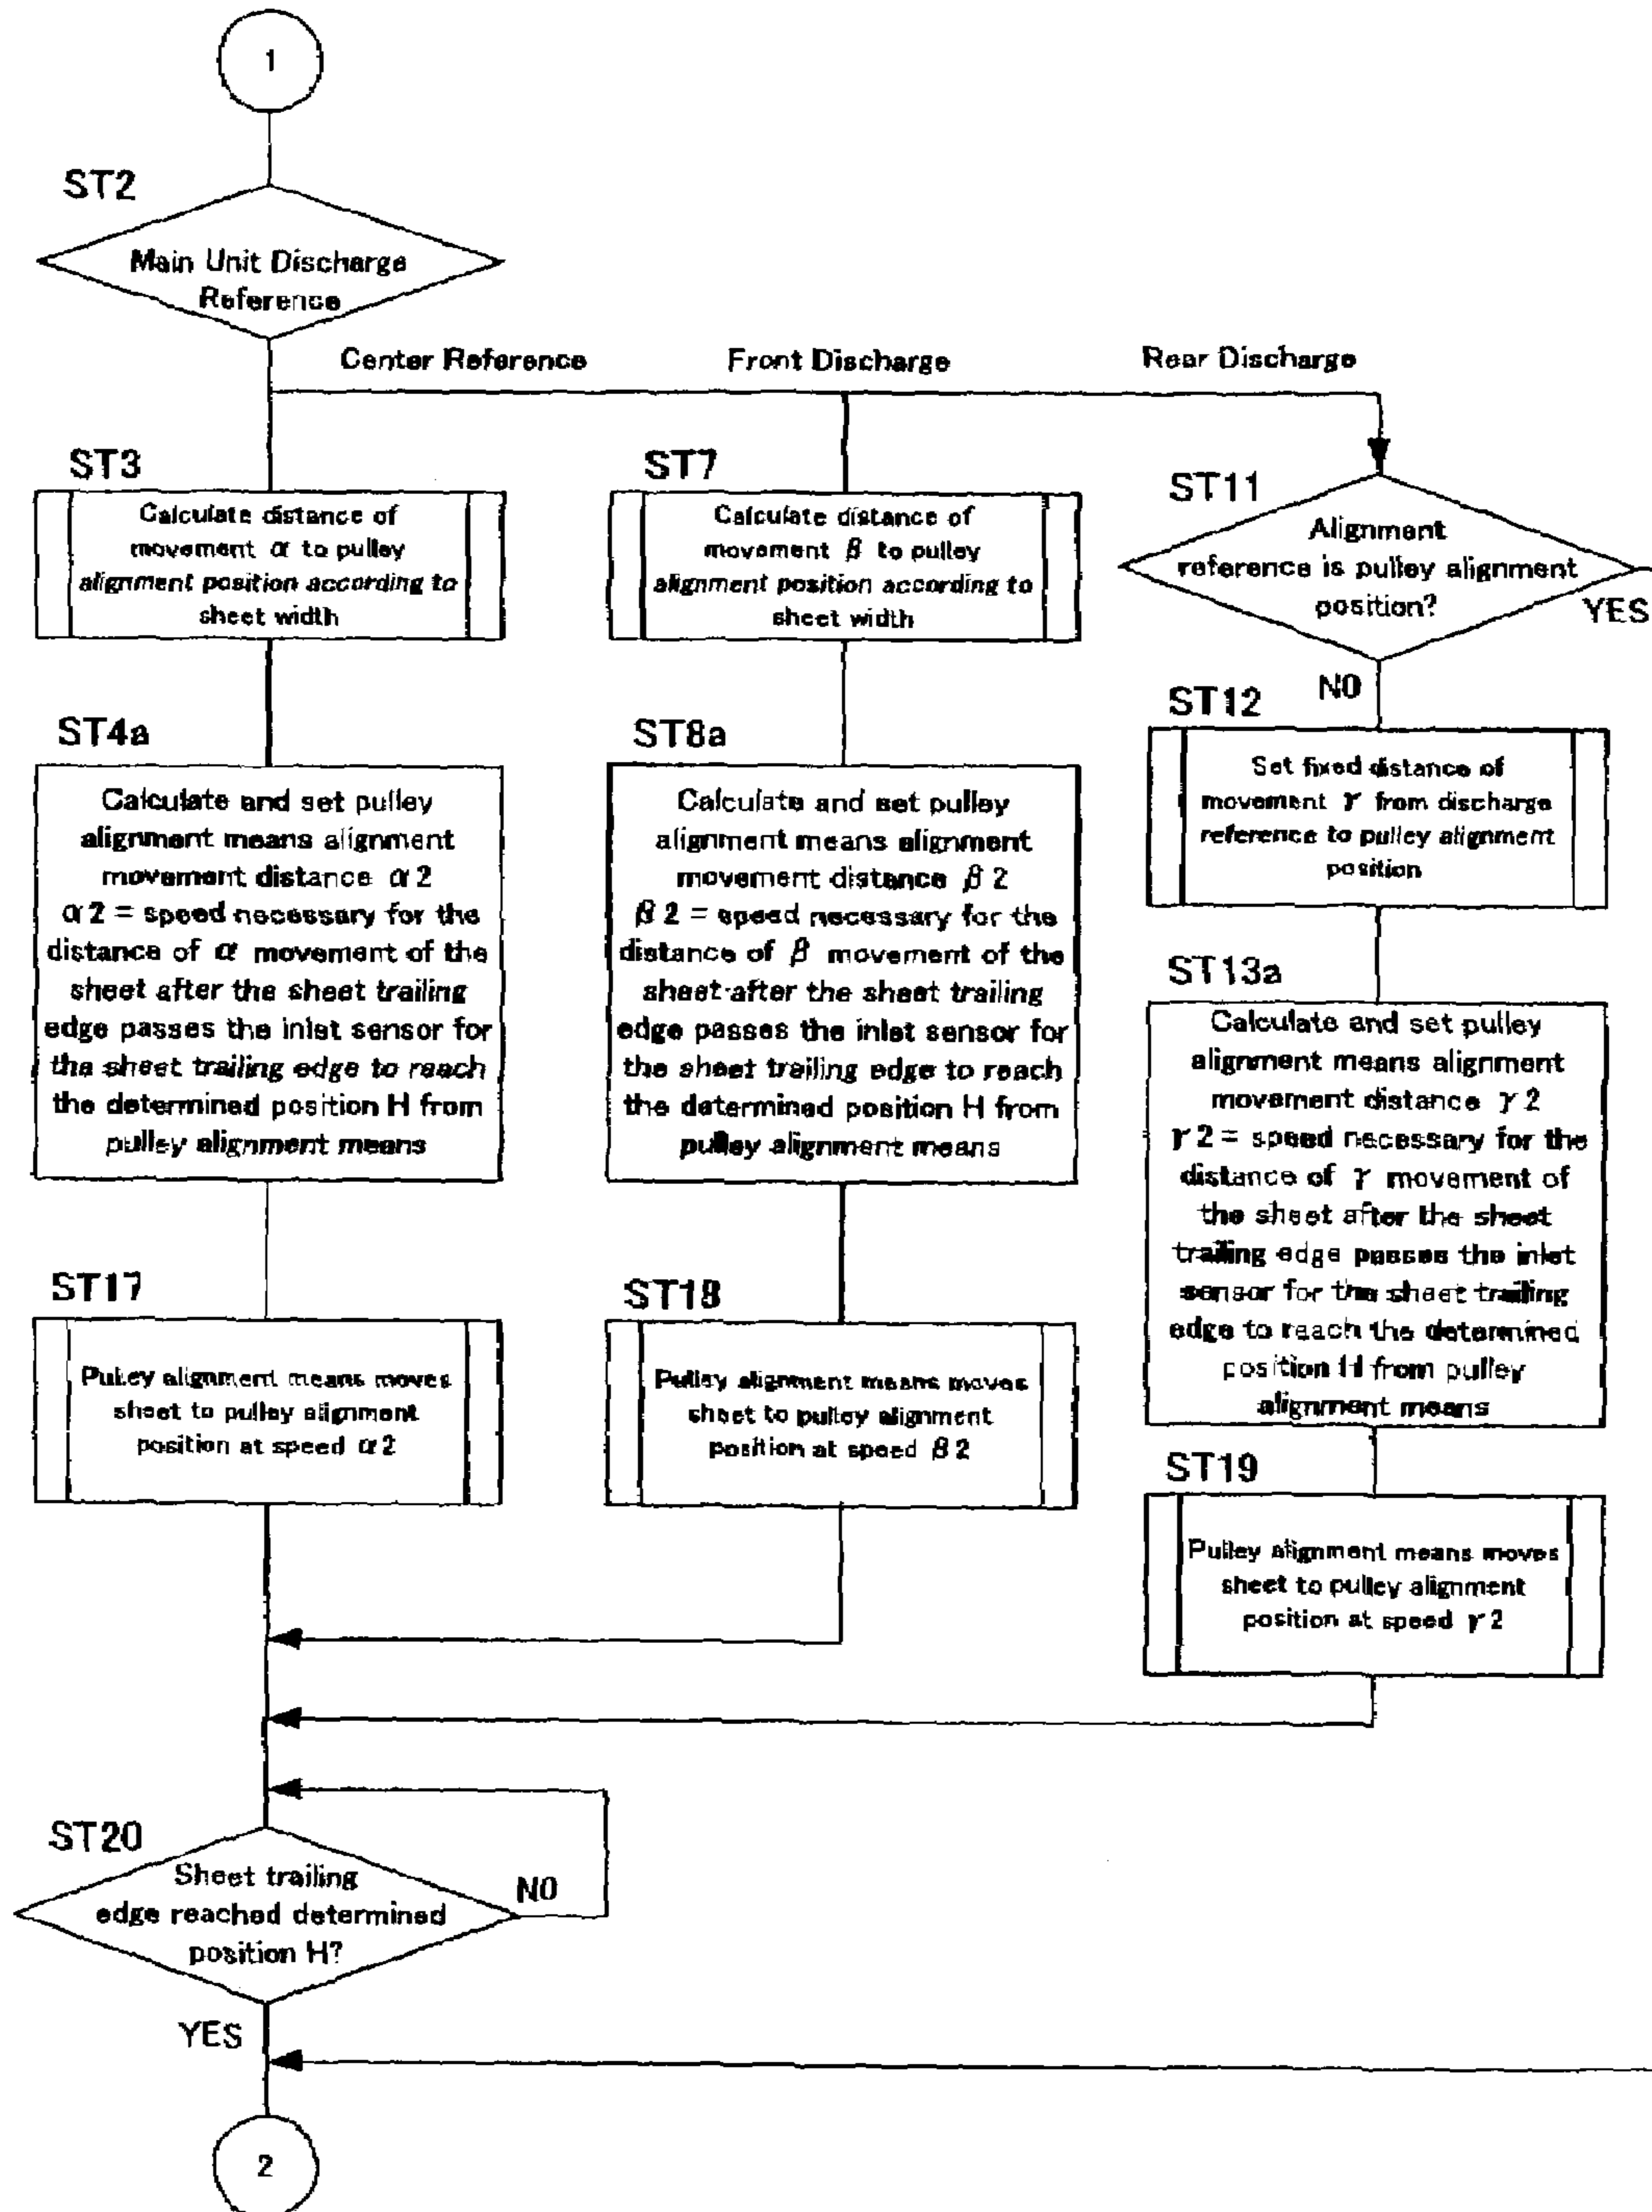 1
ST2
Main Unit Discharge
Reference
Center Reference
Front Discharge
Rear Discharge
ST3
Calculate distance of
movement α to pulley
alignment position according to
sheet width
ST7
Calculate distance of
movement β to pulley
alignment position according to
sheet width
ST11
Alignment
reference is pulley alignment
position?
YES
NO
ST4a
Calculate and set pulley
alignment means alignment
movement distance α2
α2 = speed necessary for the
distance of α movement of the
sheet after the sheet trailing
edge passes the inlet sensor for
the sheet trailing edge to reach
the determined position H from
pulley alignment means
ST8a
Calculate and set pulley
alignment means alignment
movement distance β2
β2 = speed necessary for the
distance of β movement of the
sheet after the sheet trailing
edge passes the inlet sensor for
the sheet trailing edge to reach
the determined position H from
pulley alignment means
ST12
Set fixed distance of
movement γ from discharge
reference to pulley alignment
position
ST13a
Calculate and set pulley
alignment means alignment
movement distance γ2
γ2 = speed necessary for the
distance of γ movement of
the sheet after the sheet
trailing edge passes the inlet
sensor for the sheet trailing
edge to reach the determined
position H from pulley
alignment means
ST17
Pulley alignment means moves
sheet to pulley alignment
position at speed α2
ST18
Pulley alignment means moves
sheet to pulley alignment
position at speed β2
ST19
Pulley alignment means moves
sheet to pulley alignment
position at speed γ2
ST20
Sheet trailing
edge reached determined
position H?
NO
YES
2